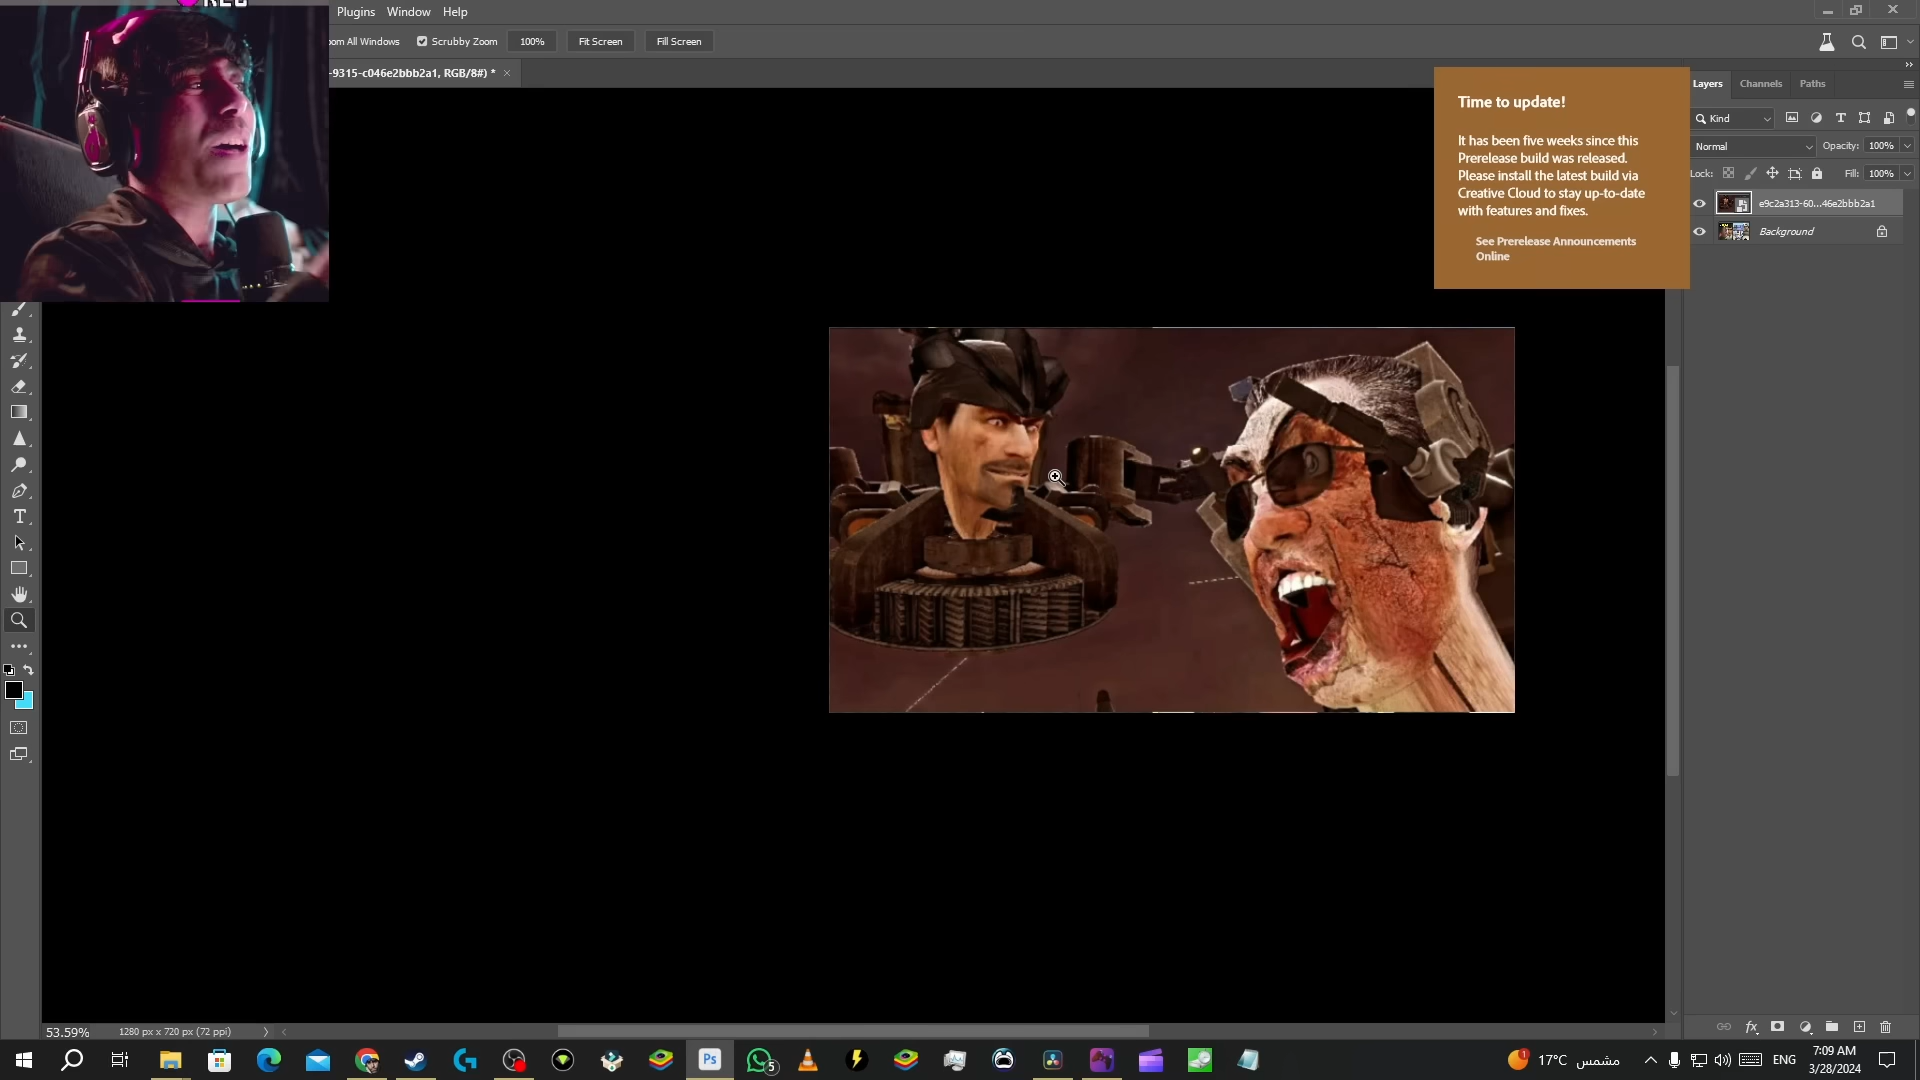 Plugins Window Help
om All Windows Scrubby Zoom 100% Fit Screen Fill Screen
-9315-c046e2bbb2a1, RGB/8#) *
Time to update!
It has been five weeks since this
Prerelease build was released.
Please install the latest build via
Creative Cloud to stay up-to-date
with features and fixes.
See Prerelease Announcements
Online
Layers Channels Paths
Kind
Normal Opacity: 100%
Lock: Fill: 100%
e9c2a313-60...46e2bbb2a1
Background
53.59% 1280 px x 720 px (72 ppi)
Ps
5
1
17°C مشمس
ENG
7:09 AM
3/28/2024